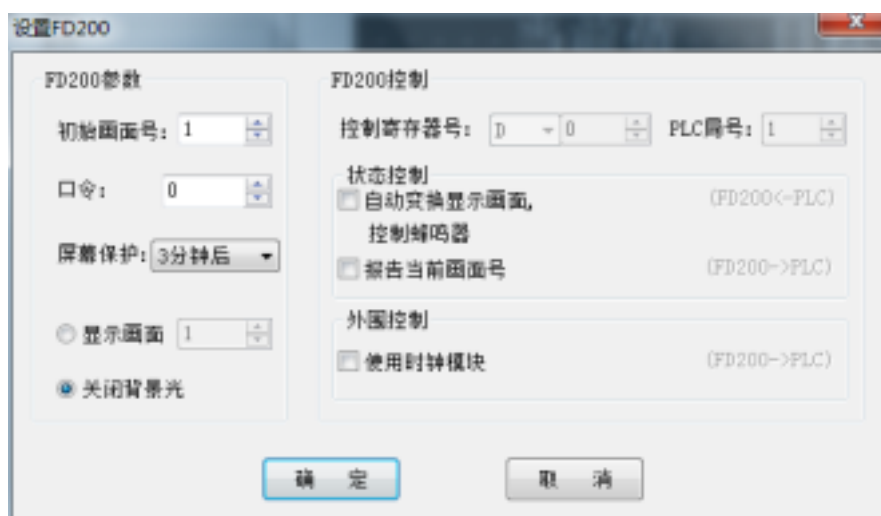 设置FD200
FD200参数
初始画面号: 1
口令: 0
屏幕保护: 3分钟后
显示画面 1
关闭背景光
FD200控制
控制寄存器号: D 0 PLC局号: 1
状态控制
自动变换显示画面, (FD200<-PLC)
控制蜂鸣器
报告当前画面号 (FD200->PLC)
外围控制
使用时钟模块 (FD200->PLC)
确 定 取 消